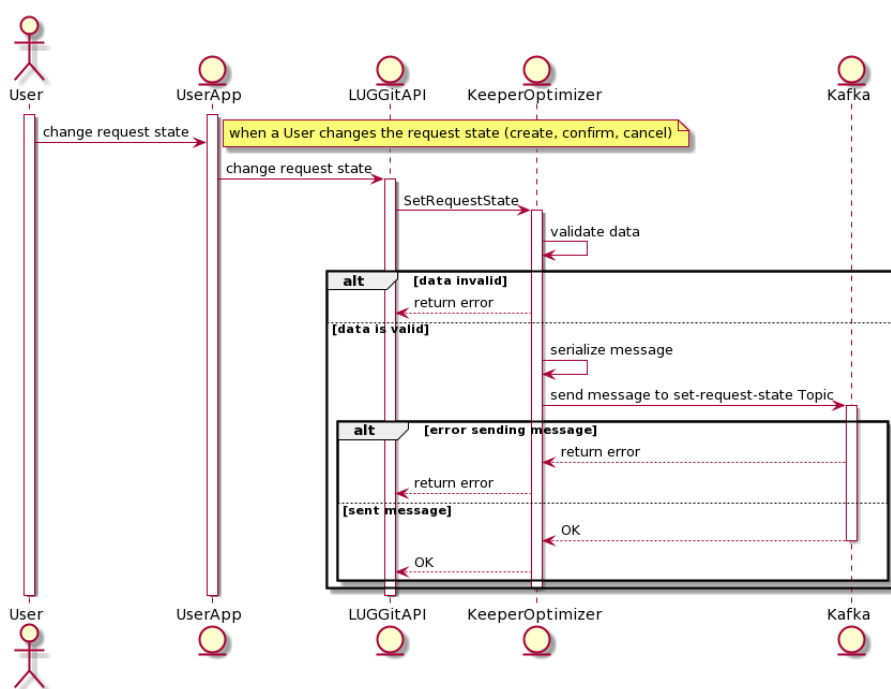 User
UserApp
LUGGitAPI
KeeperOptimizer
Kafka
change request state
when a User changes the request state (create, confirm, cancel)
change request state
SetRequestState
validate data
alt
[data invalid]
return error
[data is valid]
serialize message
send message to set-request-state Topic
alt
[error sending message]
return error
return error
[sent message]
OK
OK
User
UserApp
LUGGitAPI
KeeperOptimizer
Kafka